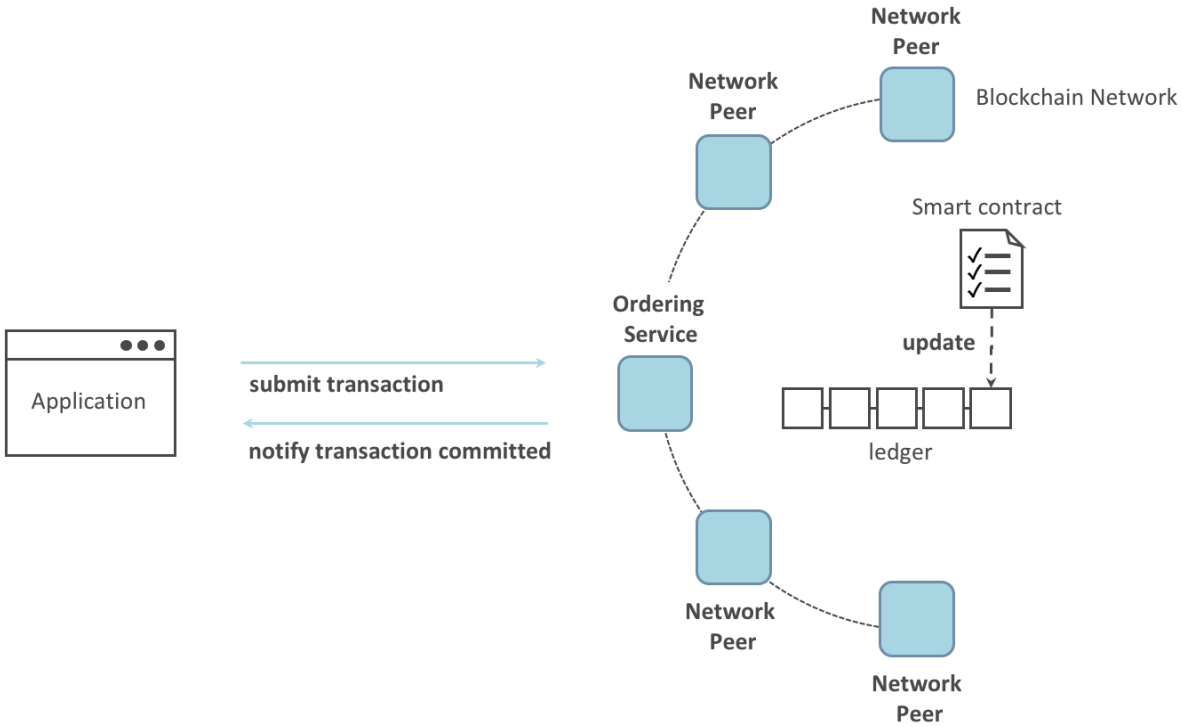 Network
Peer
Network
Peer
Blockchain Network
Smart contract
Ordering
Service
update
submit transaction
Application
notify transaction committed
ledger
Network
Peer
Network
Peer